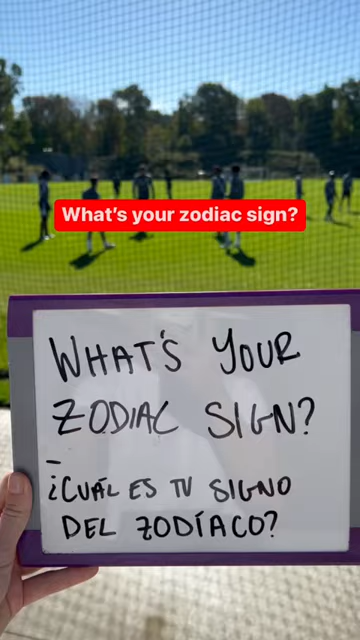 What's your zodiac sign?
WHAT'S YOUR
ZODIAC SIGN?
–
¿CUÁL ES TU SIGNO
DEL ZODÍACO?